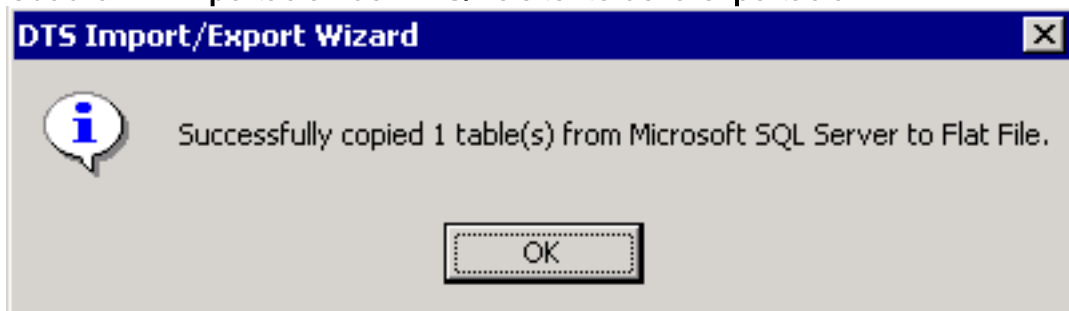 DTS Import/Export Wizard
Successfully copied 1 table(s) from Microsoft SQL Server to Flat File.
OK